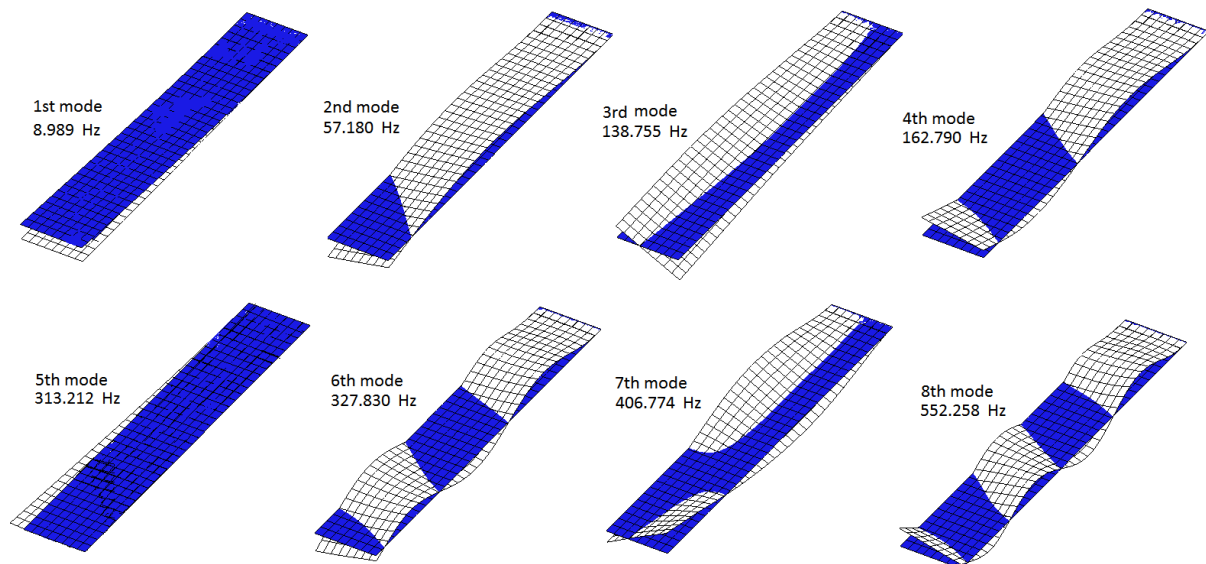 1st mode
8.989 Hz
2nd mode
57.180 Hz
3rd mode
138.755 Hz
4th mode
162.790 Hz
5th mode
313.212 Hz
6th mode
327.830 Hz
7th mode
406.774 Hz
8th mode
552.258 Hz